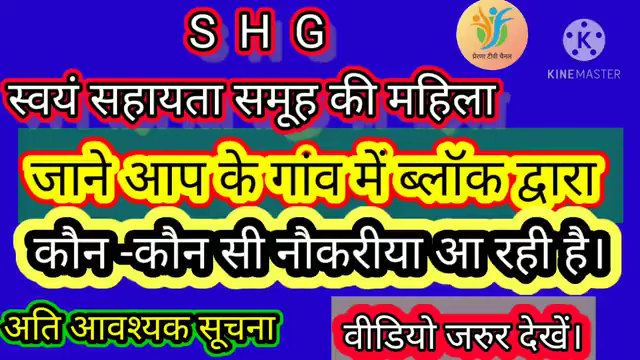 S H G
प्रेरणा टीवी चैनल
KINEMASTER
स्वयं सहायता समूह की महिला
जाने आप के गांव में ब्लॉक द्वारा
कौन -कौन सी नौकरीया आ रही है।
अति आवश्यक सूचना
वीडियो जरुर देखें।